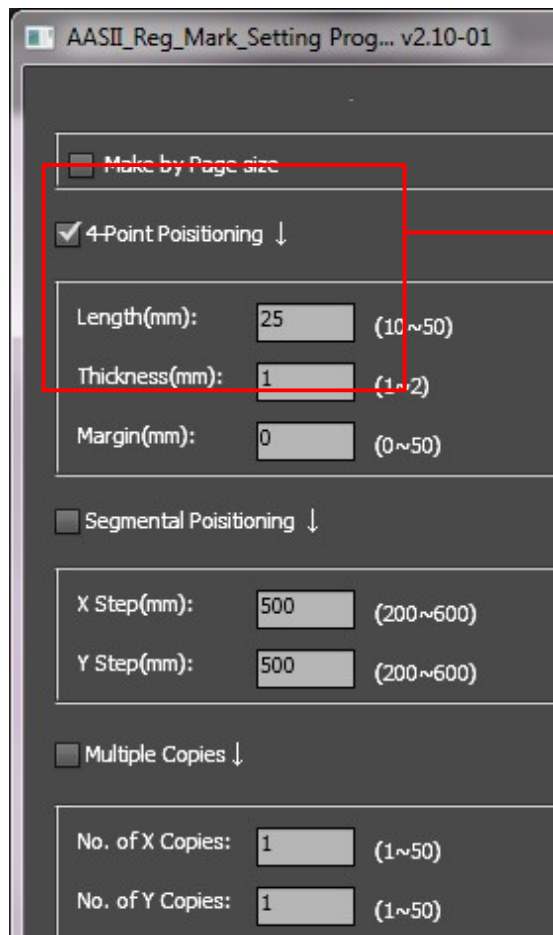 AASII_Reg_Mark_Setting Prog... v2.10-01
Make by Page size
4-Point Poisitioning ↓
Length(mm): 25 (10~50)
Thickness(mm): 1 (1~2)
Margin(mm): 0 (0~50)
Segmental Poisitioning ↓
X Step(mm): 500 (200~600)
Y Step(mm): 500 (200~600)
Multiple Copies ↓
No. of X Copies: 1 (1~50)
No. of Y Copies: 1 (1~50)